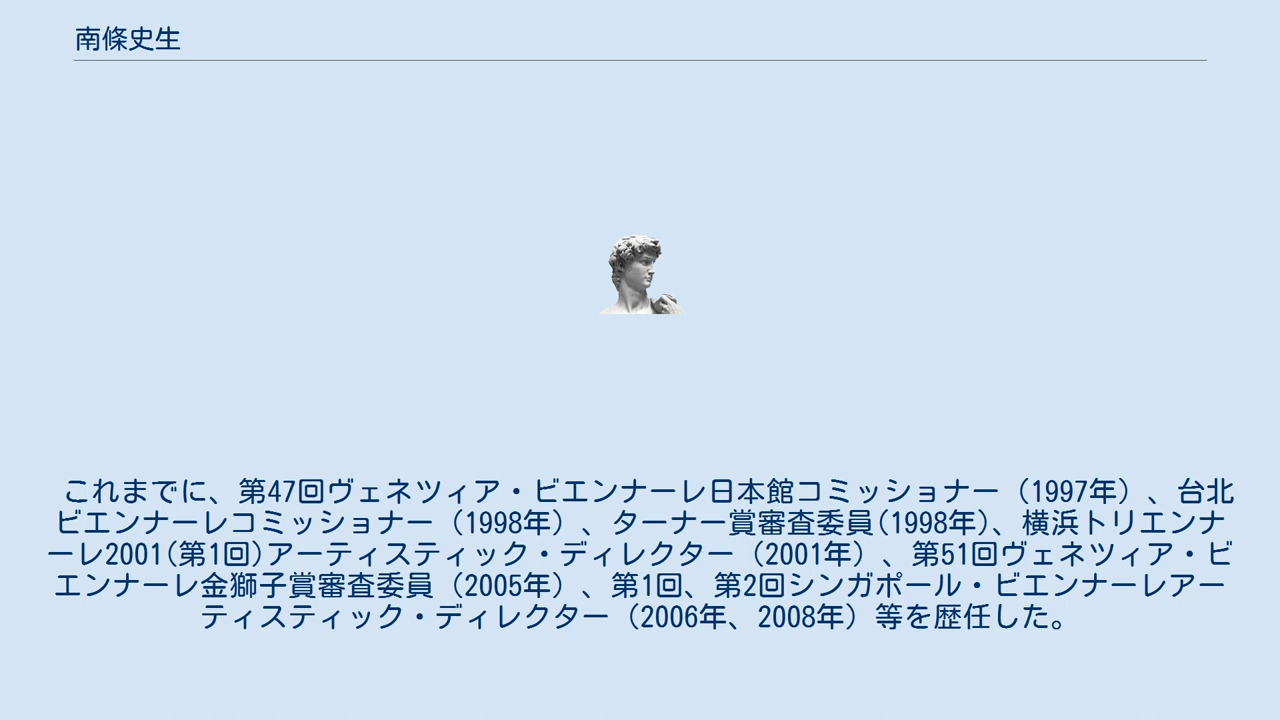 南條史生
これまでに、第47回ヴェネツィア・ビエンナーレ日本館コミッショナー（1997年）、台北
ビエンナーレコミッショナー（1998年）、ターナー賞審査委員(1998年)、横浜トリエンナ
ーレ2001(第1回)アーティスティック・ディレクター（2001年）、第51回ヴェネツィア・ビ
エンナーレ金獅子賞審査委員（2005年）、第1回、第2回シンガポール・ビエンナーレアー
ティスティック・ディレクター（2006年、2008年）等を歴任した。